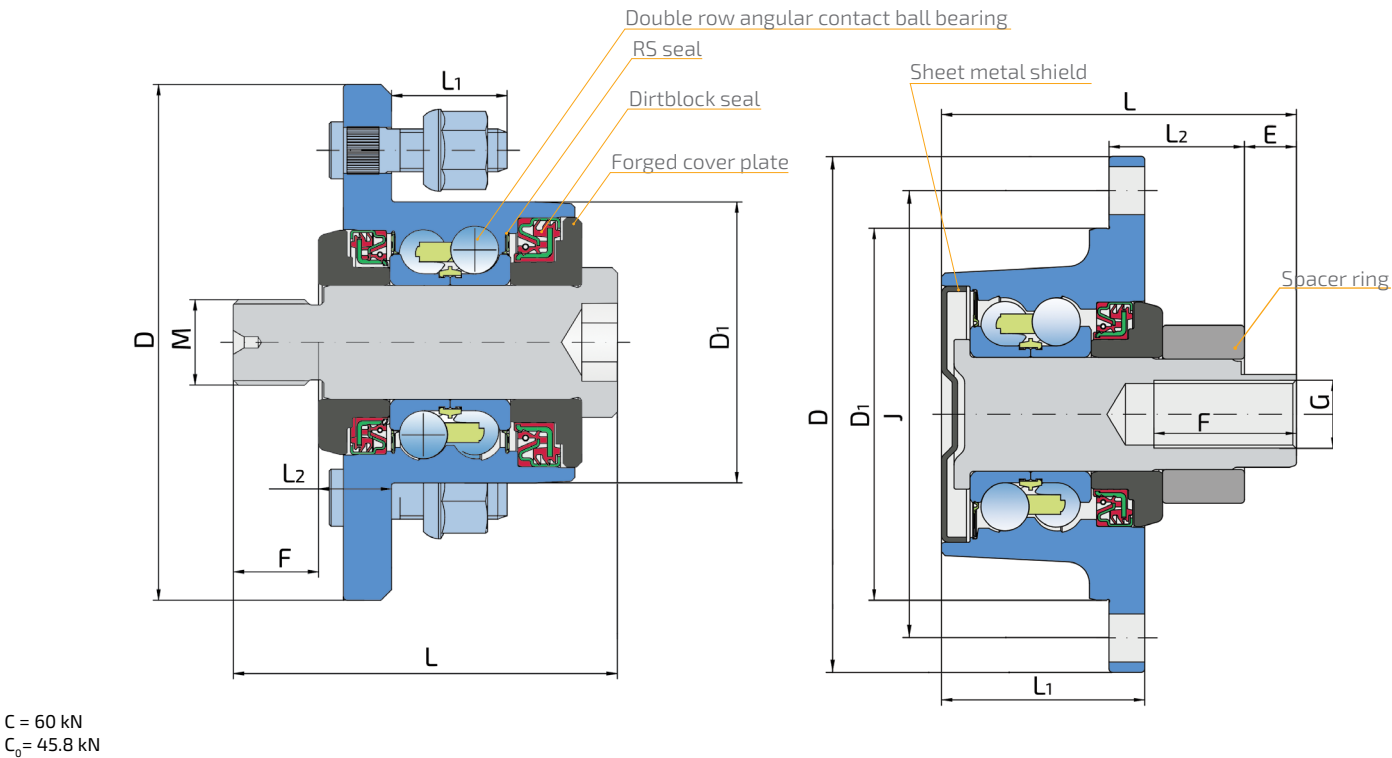 Double row angular contact ball bearing
RS seal
Sheet metal shield
L1
Dirtblock seal
L
L2
E
Forged cover plate
Spacer ring
D
M
D1
D
D1
J
F
G
L2
F
L
L1
C = 60 kN
C0= 45.8 kN